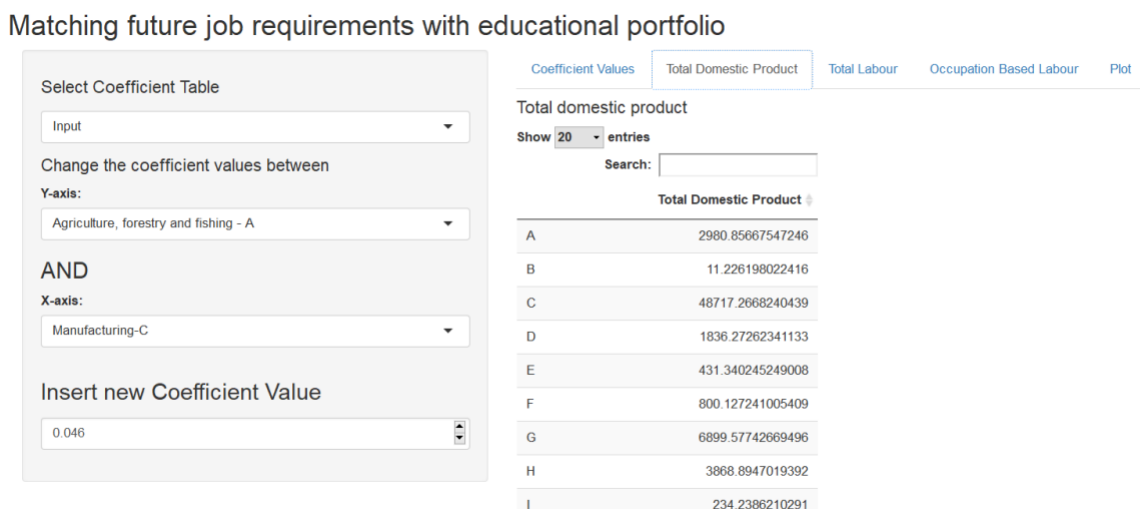 Matching future job requirements with educational portfolio
Select Coefficient Table
Input
Change the coefficient values between
Y-axis:
Agriculture, forestry and fishing - A
AND
X-axis:
Manufacturing-C
Insert new Coefficient Value
0.046
Coefficient Values Total Domestic Product Total Labour Occupation Based Labour Plot
Total domestic product
Show 20 entries
Search:
Total Domestic Product
A 2980.85667547246
B 11.226198022416
C 48717.2668240439
D 1836.27262341133
E 431.340245249008
F 800.127241005409
G 6899.57742669496
H 3868.8947019392
I 234.2386210291